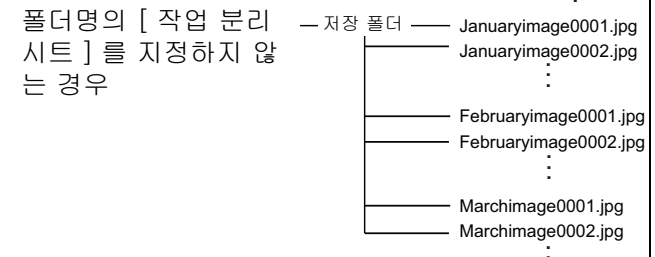 폴더명의 [ 작업 분리
시트 ] 를 지정하지 않
는 경우
저장 폴더
Januaryimage0001.jpg
Januaryimage0002.jpg
Februaryimage0001.jpg
Februaryimage0002.jpg
Marchimage0001.jpg
Marchimage0002.jpg